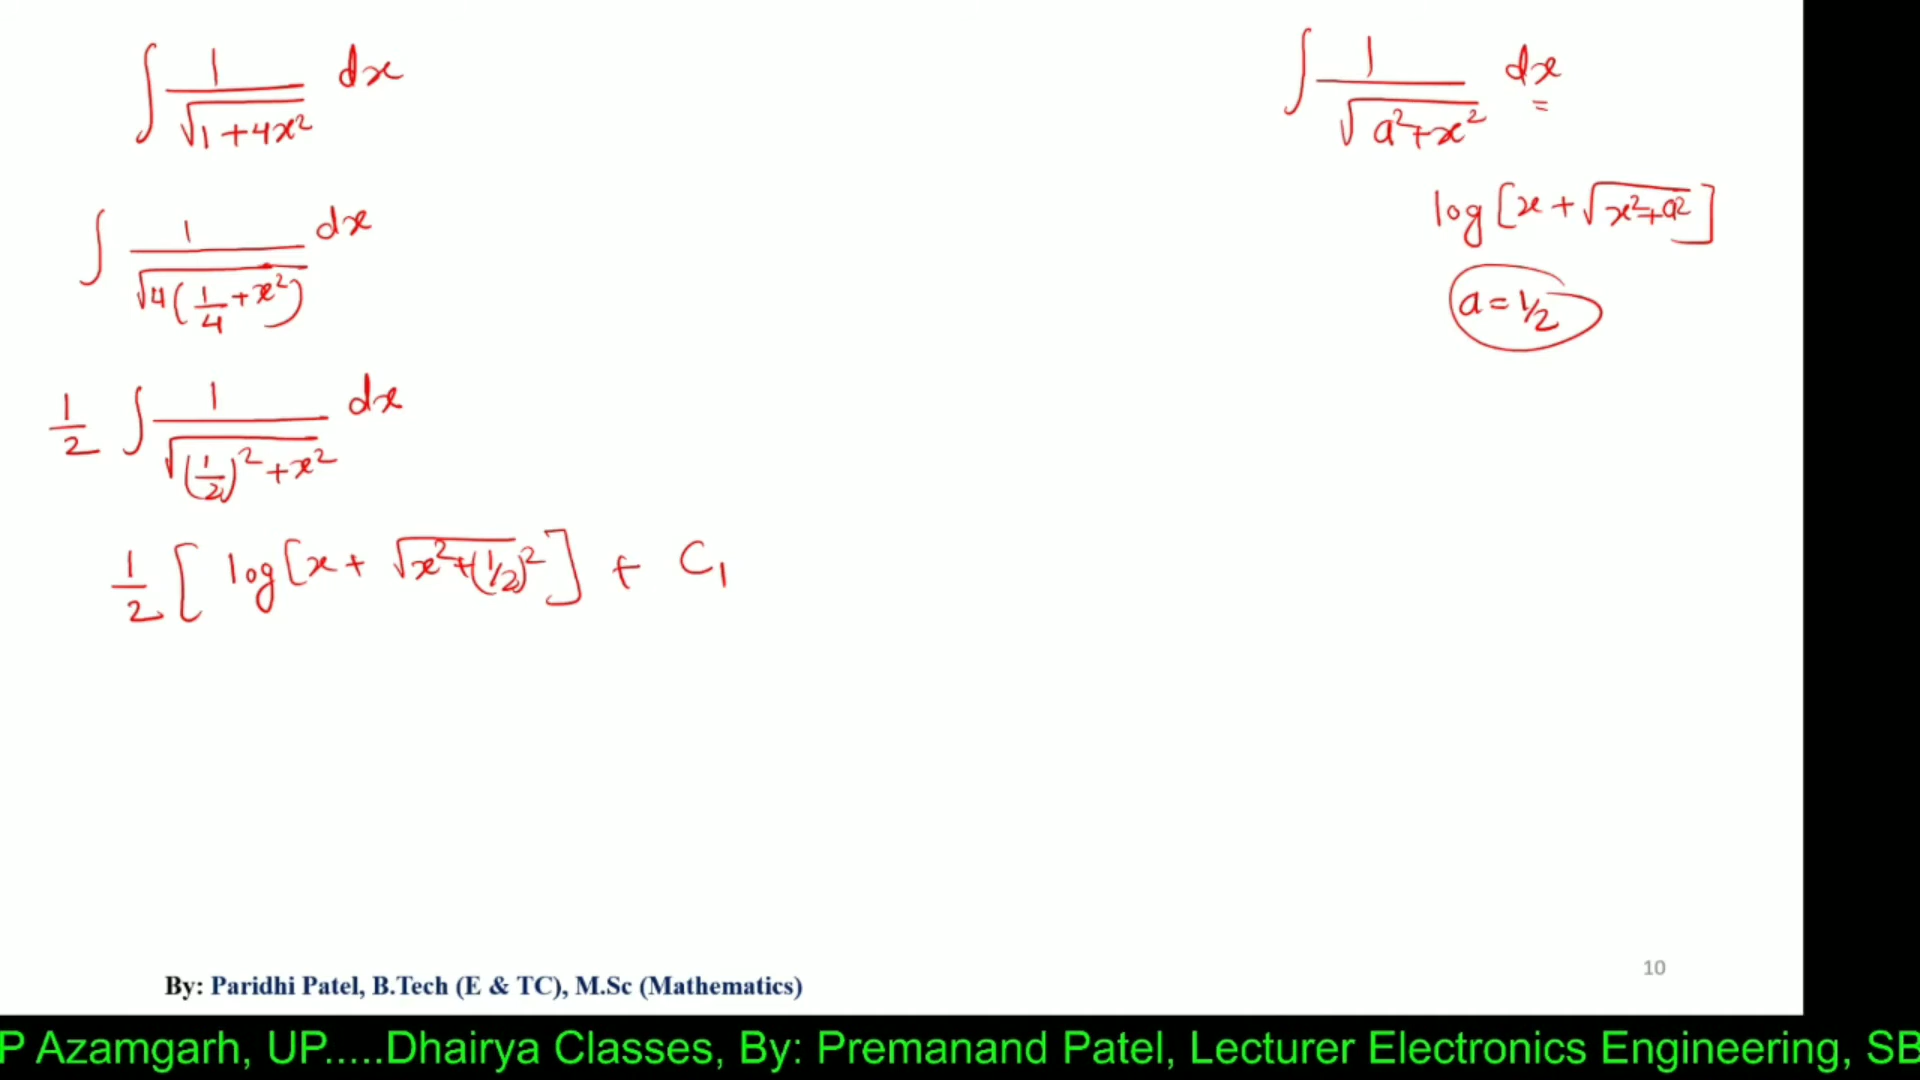 ∫ 1/√(1+4x²) dx
∫ 1/√(4(1/4+x²)) dx
1/2 ∫ 1/√((1/2)²+x²) dx
1/2 [ log[x + √x²+(1/2)² ] + C₁
∫ 1/√(a²+x²) dx =
log[x + √x²+a²]
a = 1/2
10
By: Paridhi Patel, B.Tech (E & TC), M.Sc (Mathematics)
P Azamgarh, UP.....Dhairya Classes, By: Premanand Patel, Lecturer Electronics Engineering, SB